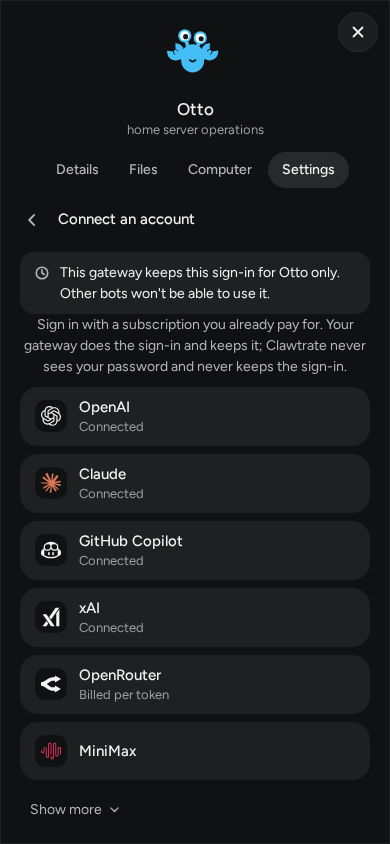 Otto
home server operations
Details
Files
Computer
Settings
Connect an account
This gateway keeps this sign-in for Otto only.
Other bots won't be able to use it.
Sign in with a subscription you already pay for. Your
gateway does the sign-in and keeps it; Clawtrate never
sees your password and never keeps the sign-in.
OpenAI
Connected
Claude
Connected
GitHub Copilot
Connected
xAI
Connected
OpenRouter
Billed per token
MiniMax
Show more